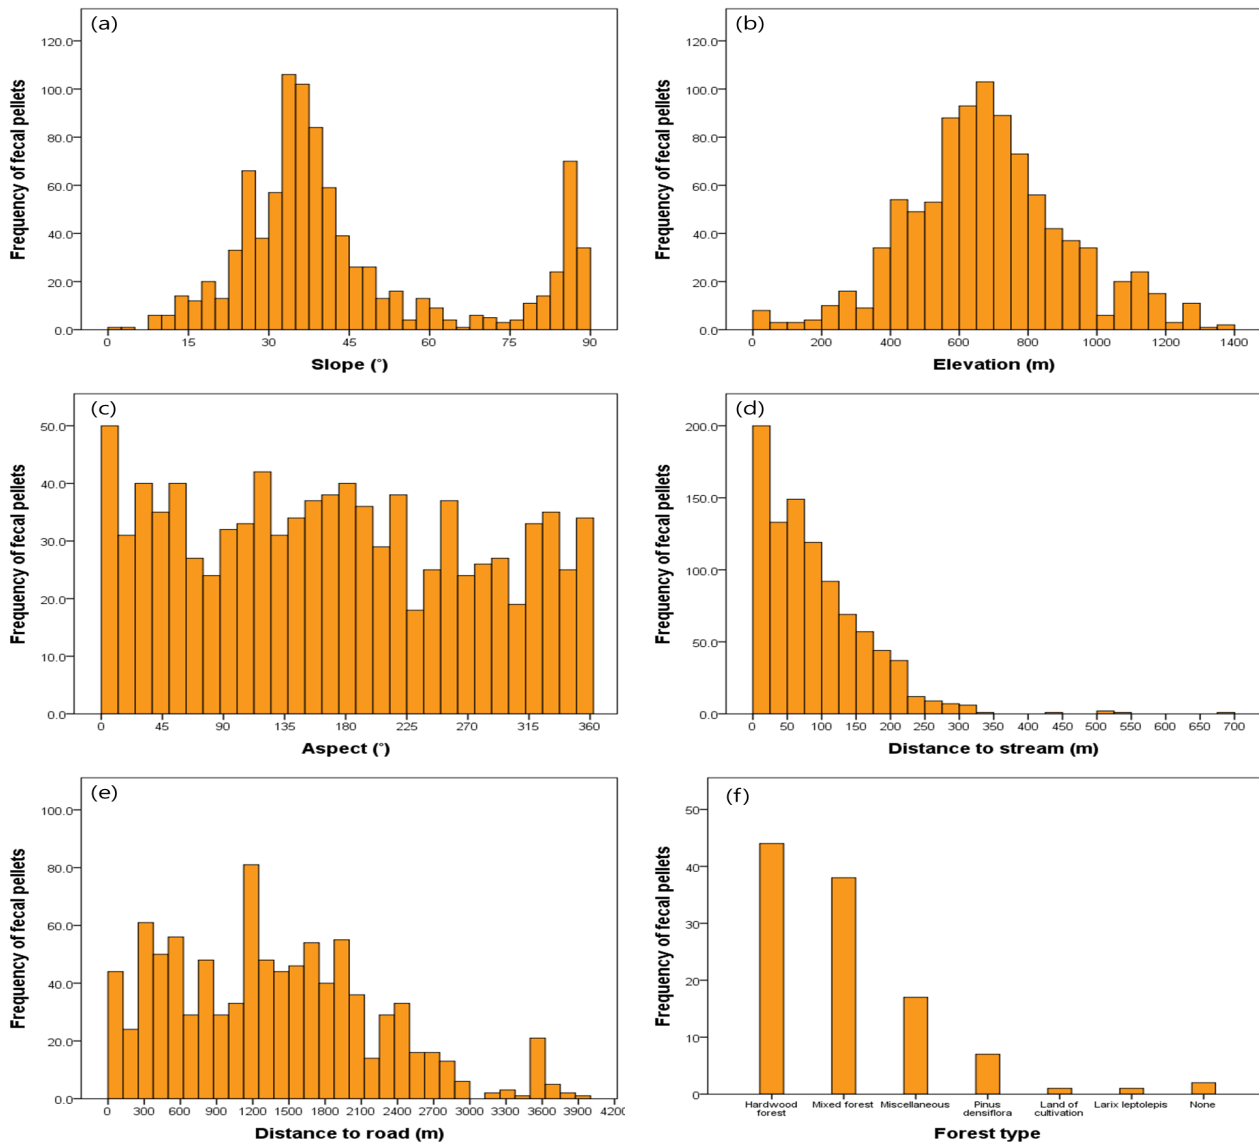 (a)
Frequency of fecal pellets
120.0
100.0
80.0
60.0
40.0
20.0
0.0
0 15 30 45 60 75 90
Slope (°)
(b)
Frequency of fecal pellets
120.0
100.0
80.0
60.0
40.0
20.0
0.0
0 200 400 600 800 1000 1200 1400
Elevation (m)
(c)
Frequency of fecal pellets
50.0
40.0
30.0
20.0
10.0
0.0
0 45 90 135 180 225 270 315 360
Aspect (°)
(d)
Frequency of fecal pellets
200.0
150.0
100.0
50.0
0.0
0 50 100 150 200 250 300 350 400 450 500 550 600 650 700
Distance to stream (m)
(e)
Frequency of fecal pellets
100.0
80.0
60.0
40.0
20.0
0.0
0 300 600 900 1200 1500 1800 2100 2400 2700 3000 3300 3600 3900 4200
Distance to road (m)
(f)
Frequency of fecal pellets
50
40
30
20
10
0
Hardwood Mixed forest Miscellaneous Pinus Land of Larix leptolepis None
forest densiflora cultivation
Forest type